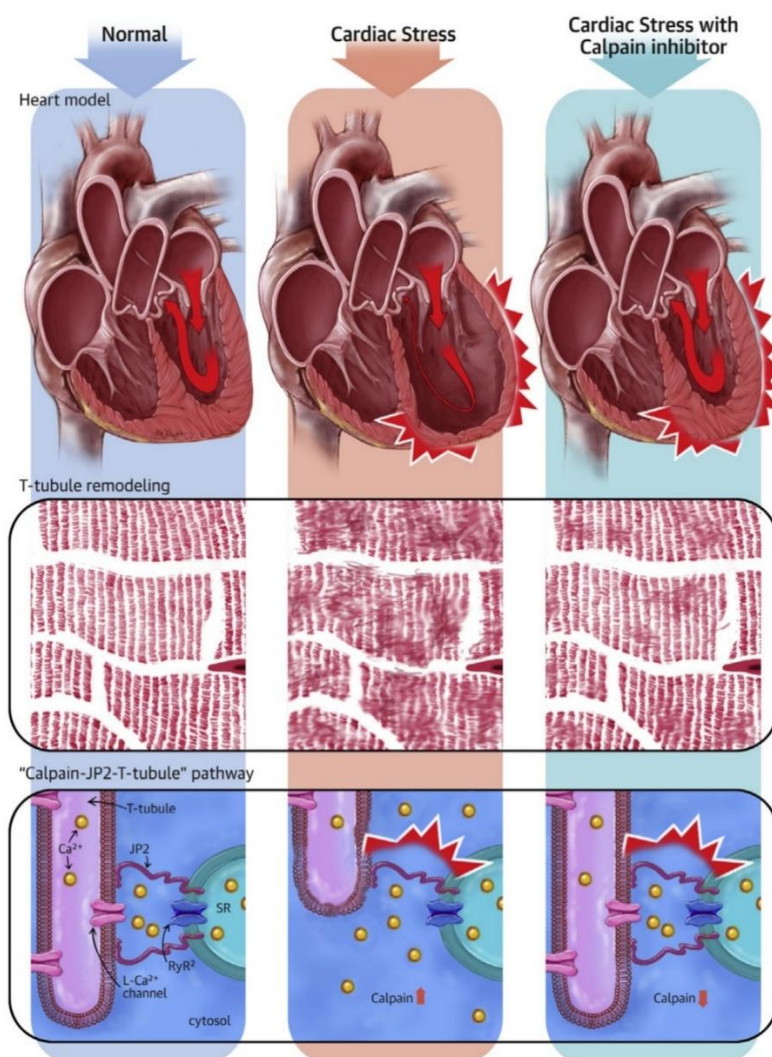 Normal
Cardiac Stress
Cardiac Stress with
Calpain inhibitor
Heart model
T-tubule remodeling
"Calpain-JP2-T-tubule" pathway
T-tubule
Ca²⁺
JP2
SR
RyR²
L-Ca²⁺
channel
cytosol
Calpain
Calpain